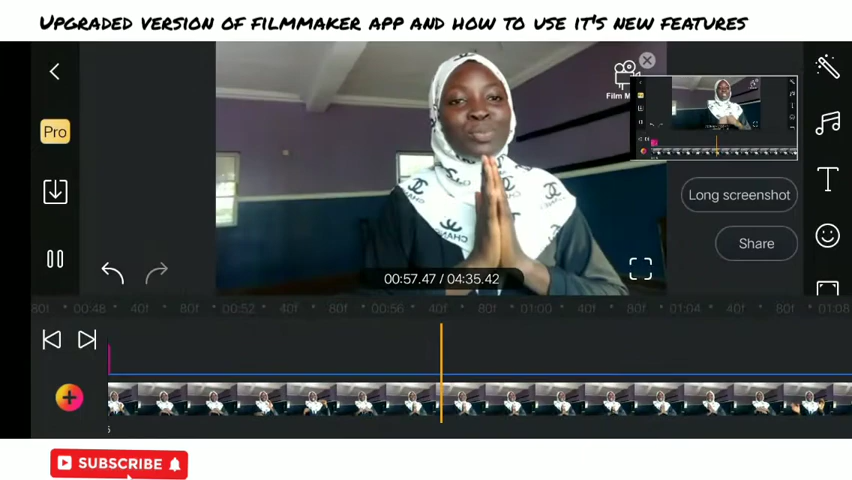 UPGRADED VERSION OF FILMMAKER APP AND HOW TO USE IT'S NEW FEATURES
Pro
Film M
Long screenshot
Share
T
00:57.47 / 04:35.42
80f 00:48 40f 80f 00:52 40f 80f 00:56 40f 80f 01:00 40f 80f 01:04 40f 80f 01:08
CHANEL
SUBSCRIBE